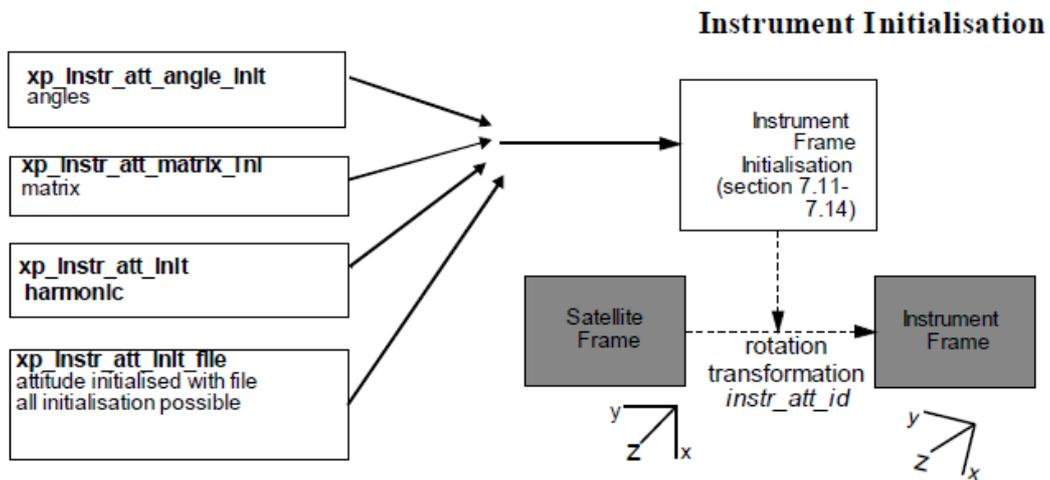 Instrument Initialisation
xp_instr_att_angle_init
angles
xp_instr_att_matrix_ini
matrix
xp_instr_att_init
harmonic
xp_instr_att_init_file
attitude initialised with file
all initialisation possible
Instrument
Frame
Initialisation
(section 7.11-
7.14)
Satellite
Frame
rotation
transformation
instr_att_id
Instrument
Frame
y
z
x
y
z
x